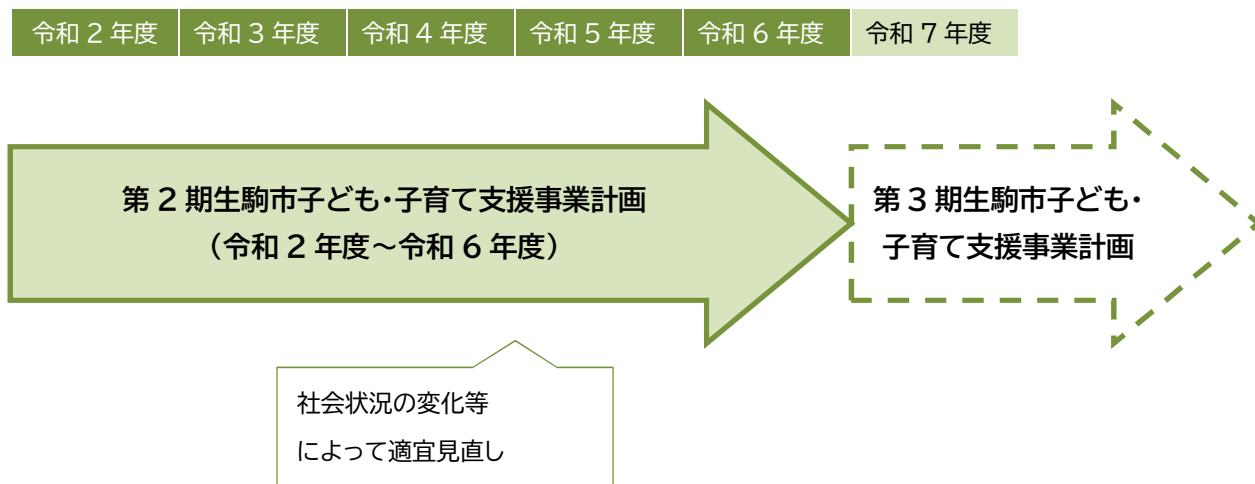 令和２年度 令和３年度 令和４年度 令和５年度 令和６年度 令和７年度
第２期生駒市子ども・子育て支援事業計画
（令和２年度～令和６年度）
第３期生駒市子ども・
子育て支援事業計画
社会状況の変化等
によって適宜見直し